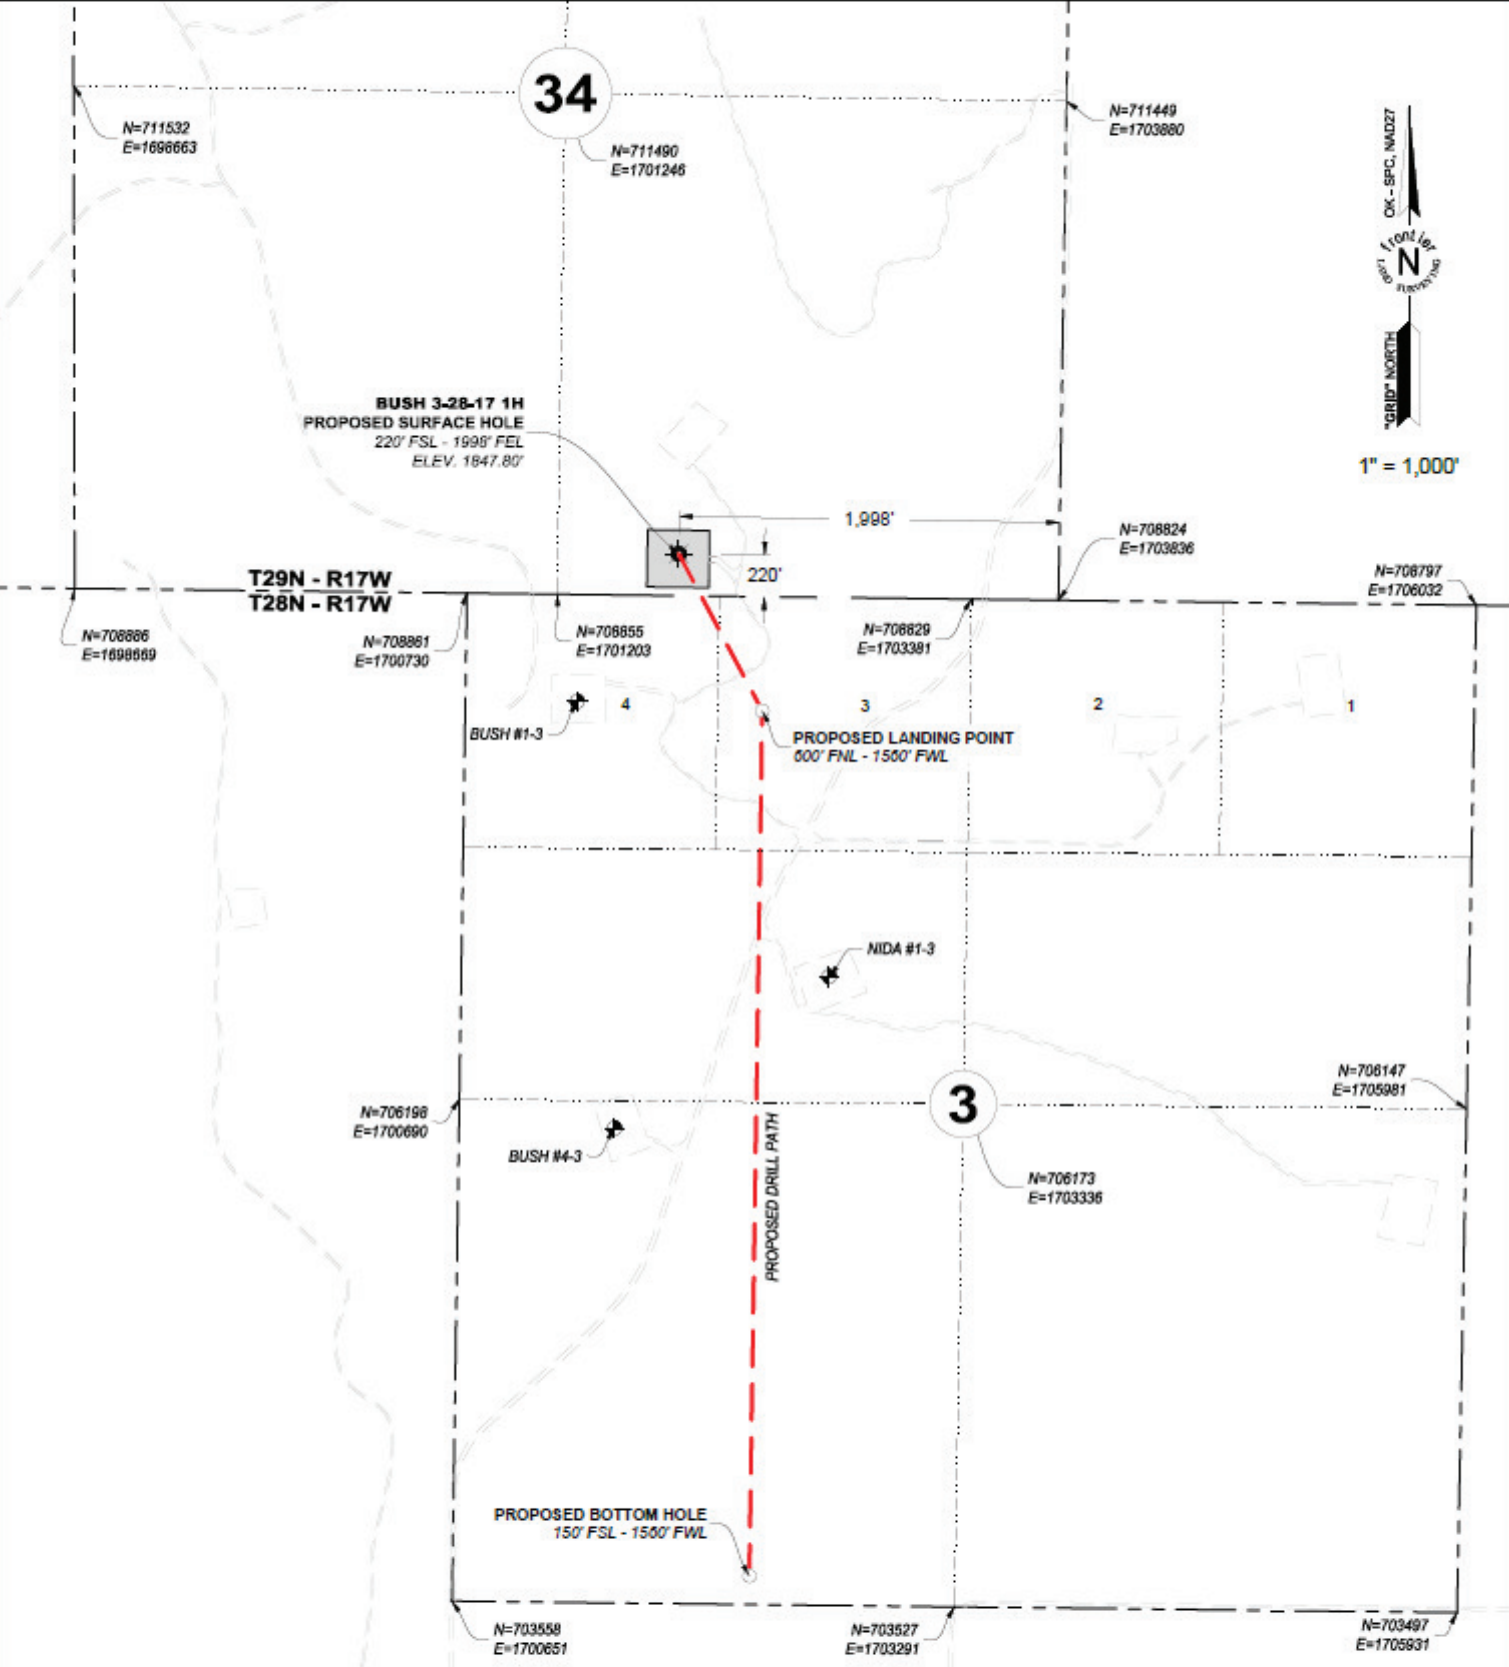 34
N=711532
E=1698663
N=711490
E=1701246
N=711449
E=1703880
OK - SPC, NAD27
frontier
LAND SURVEYING
N
"GRID" NORTH
1" = 1,000'
BUSH 3-28-17 1H
PROPOSED SURFACE HOLE
220' FSL - 1998' FEL
ELEV. 1847.80'
1,998'
220'
N=708824
E=1703836
T29N - R17W
T28N - R17W
N=708797
E=1706032
N=708886
E=1698669
N=708861
E=1700730
N=708855
E=1701203
N=708829
E=1703381
4
3
2
1
BUSH #1-3
PROPOSED LANDING POINT
600' FNL - 1560' FWL
NIDA #1-3
N=706147
E=1705981
N=706198
E=1700690
3
BUSH #4-3
PROPOSED DRILL PATH
N=706173
E=1703336
PROPOSED BOTTOM HOLE
150' FSL - 1560' FWL
N=703558
E=1700651
N=703527
E=1703291
N=703497
E=1705931